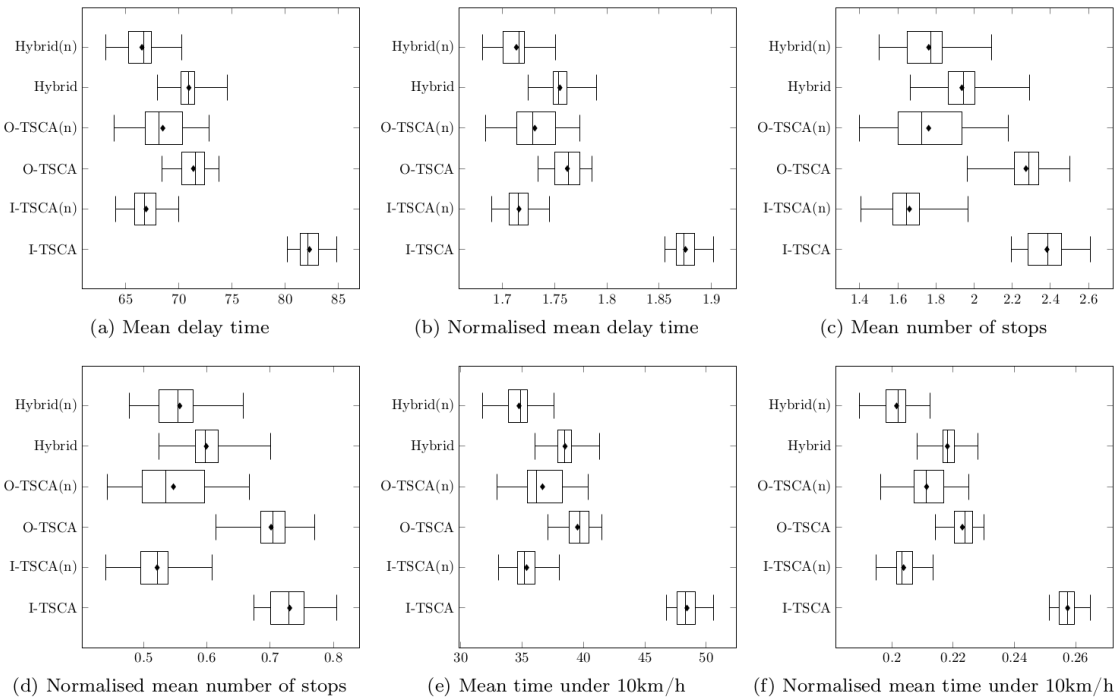 Hybrid(n)
Hybrid
O-TSCA(n)
O-TSCA
I-TSCA(n)
I-TSCA
65 70 75 80 85
(a) Mean delay time
Hybrid(n)
Hybrid
O-TSCA(n)
O-TSCA
I-TSCA(n)
I-TSCA
1.7 1.75 1.8 1.85 1.9
(b) Normalised mean delay time
Hybrid(n)
Hybrid
O-TSCA(n)
O-TSCA
I-TSCA(n)
I-TSCA
1.4 1.6 1.8 2 2.2 2.4 2.6
(c) Mean number of stops
Hybrid(n)
Hybrid
O-TSCA(n)
O-TSCA
I-TSCA(n)
I-TSCA
0.5 0.6 0.7 0.8
(d) Normalised mean number of stops
Hybrid(n)
Hybrid
O-TSCA(n)
O-TSCA
I-TSCA(n)
I-TSCA
30 35 40 45 50
(e) Mean time under 10km/h
Hybrid(n)
Hybrid
O-TSCA(n)
O-TSCA
I-TSCA(n)
I-TSCA
0.2 0.22 0.24 0.26
(f) Normalised mean time under 10km/h